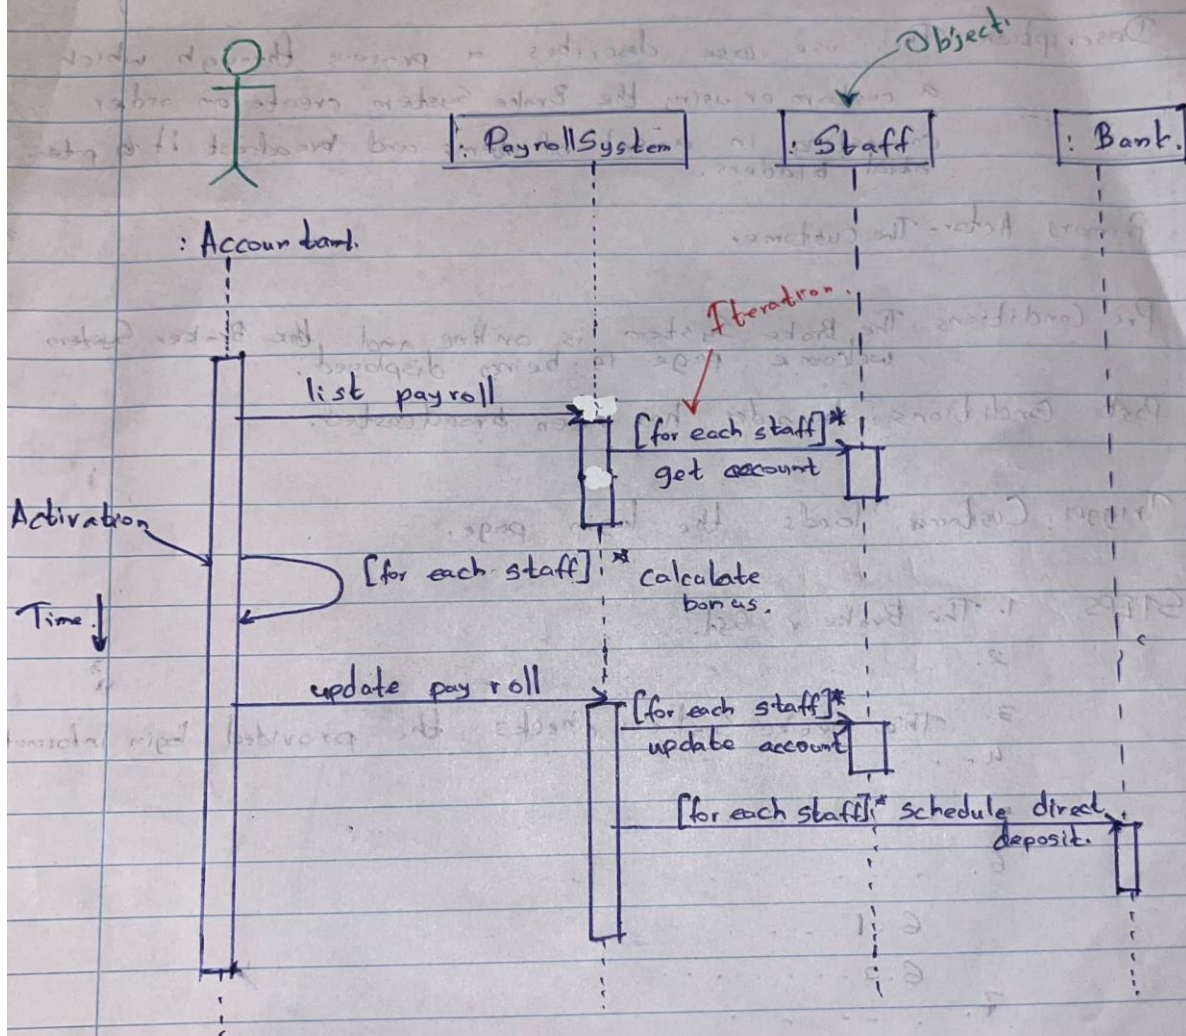 Object.
: PayrollSystem
: Staff
: Bank.
: Accountant.
Iteration.
list payroll
[for each staff]*
get account
Activation
[for each staff] * calculate
bonus.
Time
update pay roll
[for each staff]*
update account
[for each staff] * schedule direct
deposit.